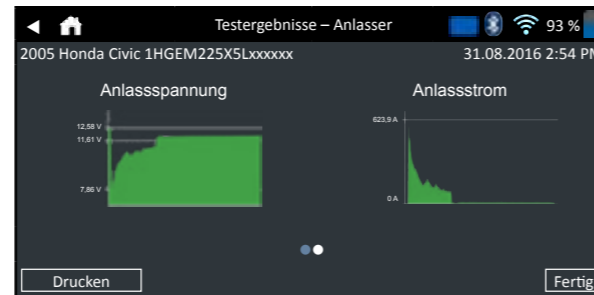 Testergebnisse – Anlasser 93 %
2005 Honda Civic 1HGEM225X5Lxxxxxx 31.08.2016 2:54 PM
Anlassspannung Anlassstrom
12,58 V 623,9 A
11,61 V
7,86 V 0 A
Drucken Fertig